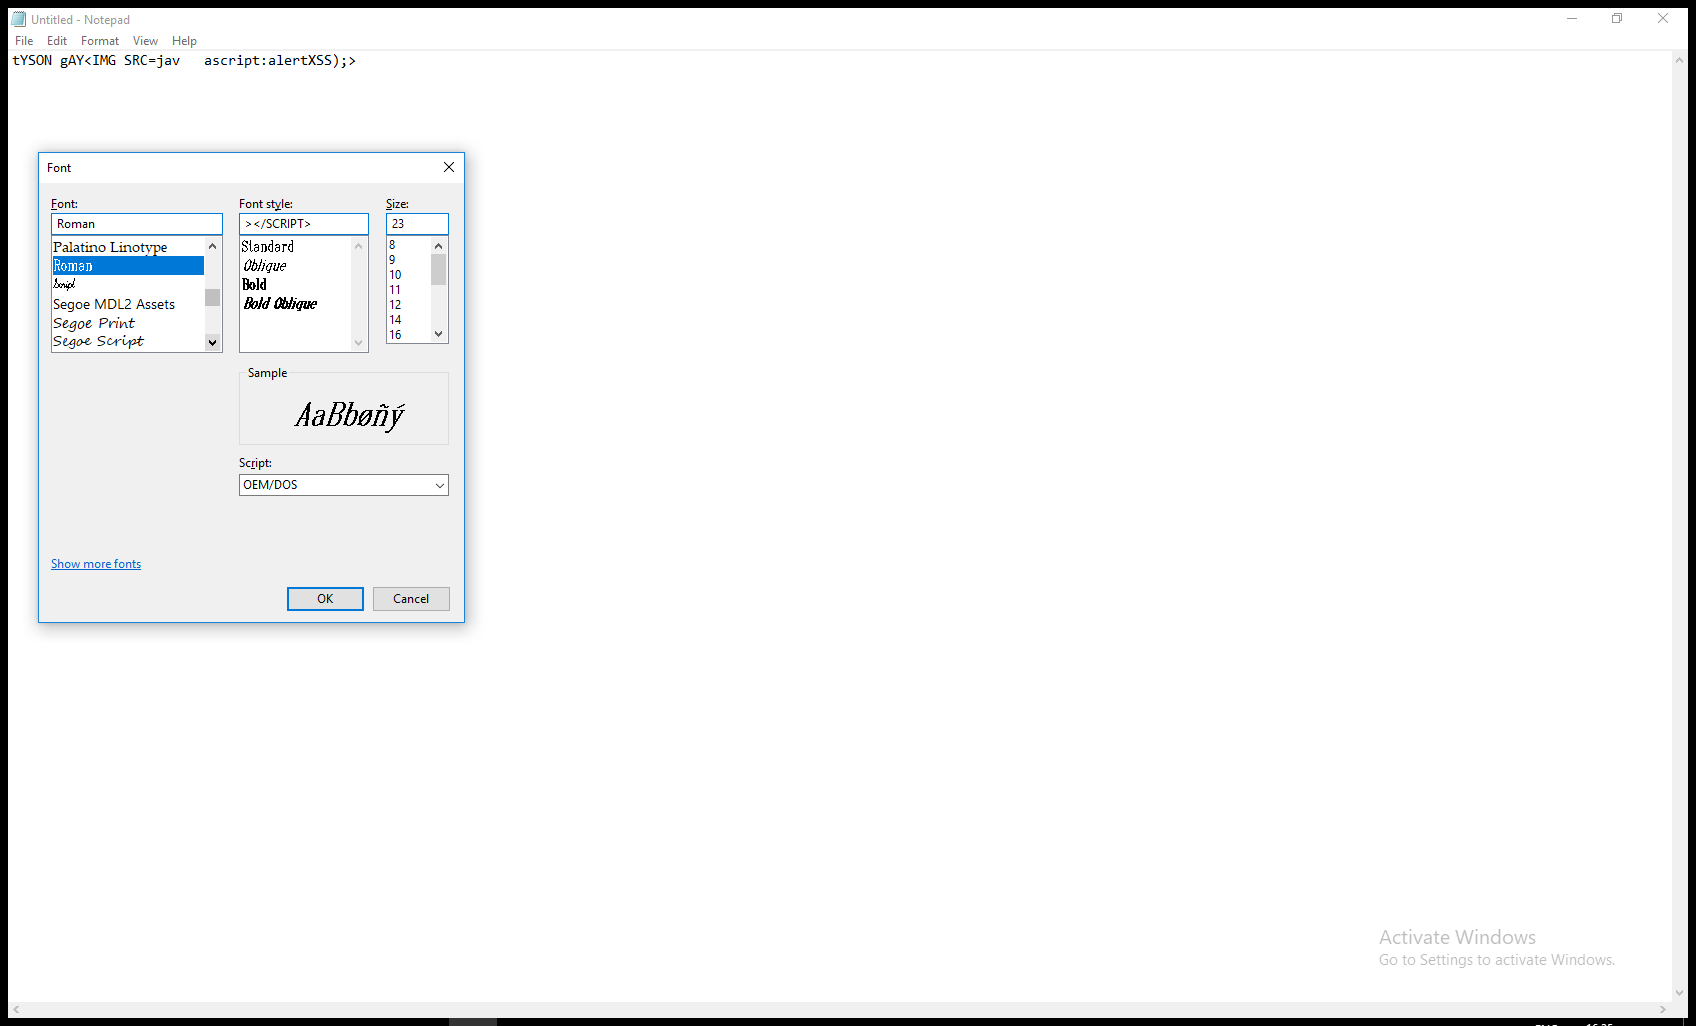 Untitled - Notepad
File Edit Format View Help
tYSON gAY<IMG SRC=jav   ascript:alertXSS);>
Font
Font: Font style: Size:
Roman ></SCRIPT> 23
Palatino Linotype
Roman
Script
Segoe MDL2 Assets
Segoe Print
Segoe Script
Standard
Oblique
Bold
Bold Oblique
8
9
10
11
12
14
16
Sample
AaBbøñý
Script:
OEM/DOS
Show more fonts
OK Cancel
Activate Windows
Go to Settings to activate Windows.